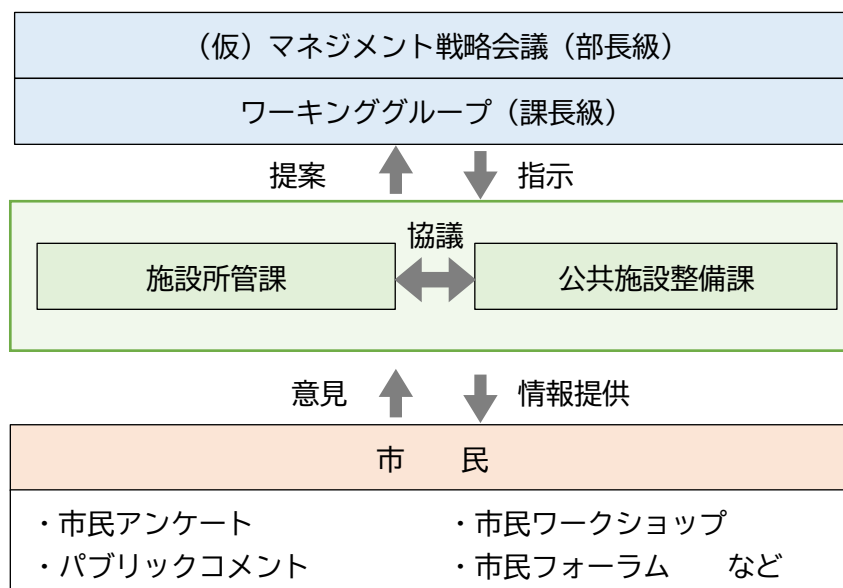 （仮）マネジメント戦略会議（部長級）
ワーキンググループ（課長級）
提案 指示
協議
施設所管課 公共施設整備課
意見 情報提供
市　民
・市民アンケート ・市民ワークショップ
・パブリックコメント ・市民フォーラム　など